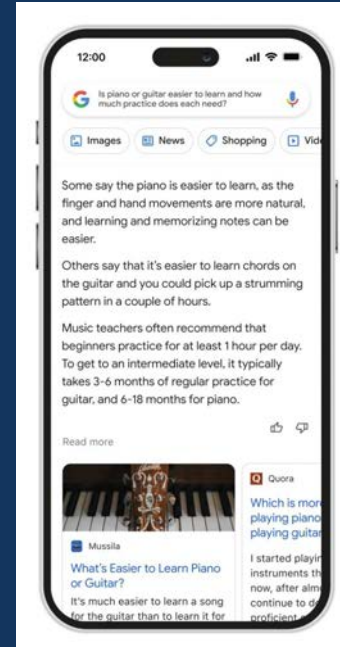 12:00
Is piano or guitar easier to learn and how
much practice does each need?
Images
News
Shopping
Vid
Some say the piano is easier to learn, as the
finger and hand movements are more natural,
and learning and memorizing notes can be
easier.
Others say that it's easier to learn chords on
the guitar and you could pick up a strumming
pattern in a couple of hours.
Music teachers often recommend that
beginners practice for at least 1 hour per day.
To get to an intermediate level, it typically
takes 3-6 months of regular practice for
guitar, and 6-18 months for piano.
Read more
Mussila
What's Easier to Learn Piano
or Guitar?
It's much easier to learn a song
for the guitar than to learn it for
Quora
Which is mor
playing piano
playing guitar
I started playin
instruments th
now, after almo
continue to do
proficient